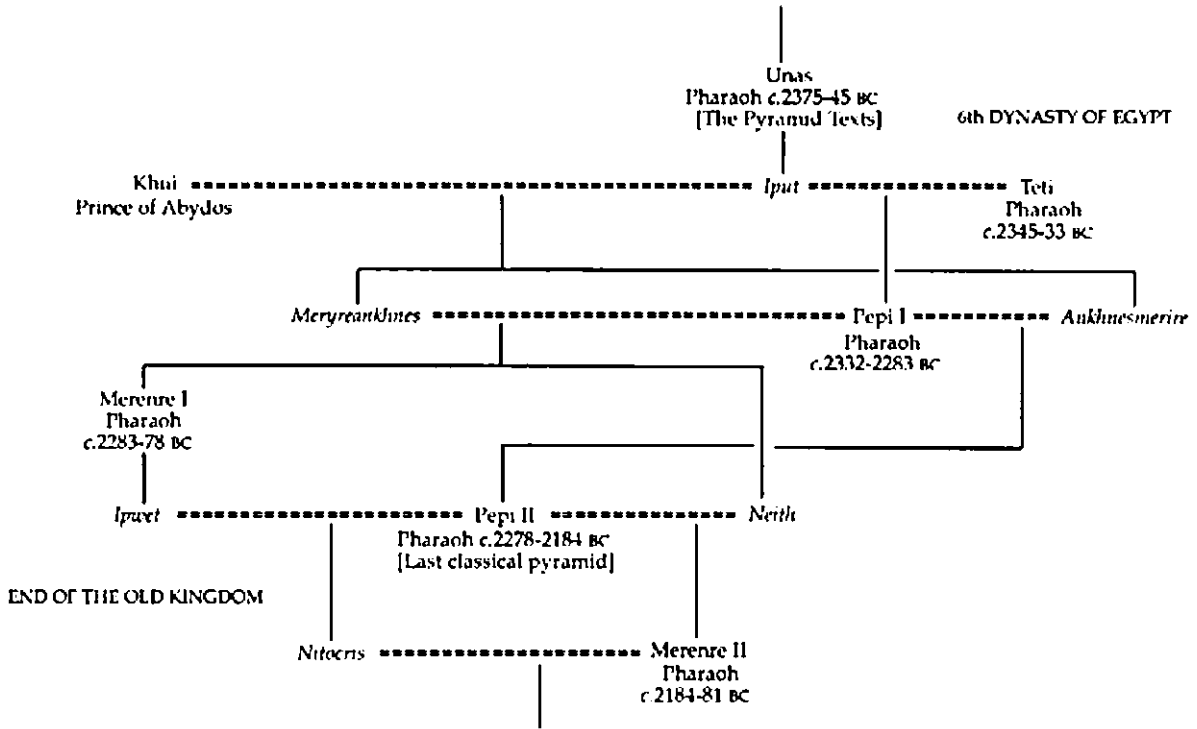 Unas
Pharaoh c.2375-45 BC
[The Pyramid Texts]
6th DYNASTY OF EGYPT
Khui
Prince of Abydos
Iput
Teti
Pharaoh
c.2345-33 BC
Meryreankhnes
Pepi I
Pharaoh
c.2332-2283 BC
Ankhnesmerire
Merenre I
Pharaoh
c.2283-78 BC
Ipwet
Pepi II
Pharaoh c.2278-2184 BC
[Last classical pyramid]
Neith
END OF THE OLD KINGDOM
Nitocris
Merenre II
Pharaoh
c.2184-81 BC